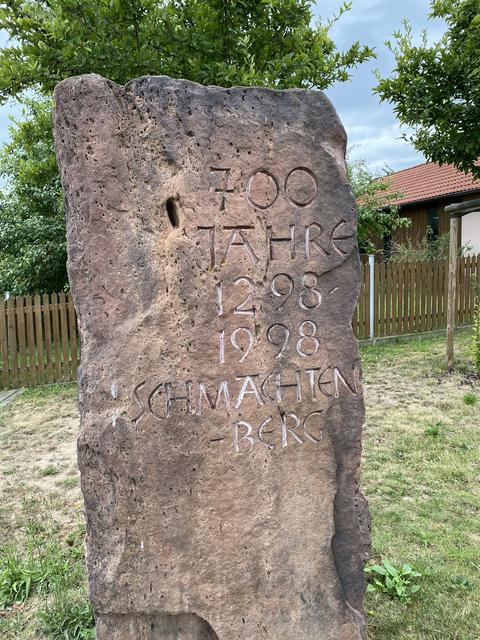 700
JAHRE
1298-
1998
SCHMACHTEN
-BERG